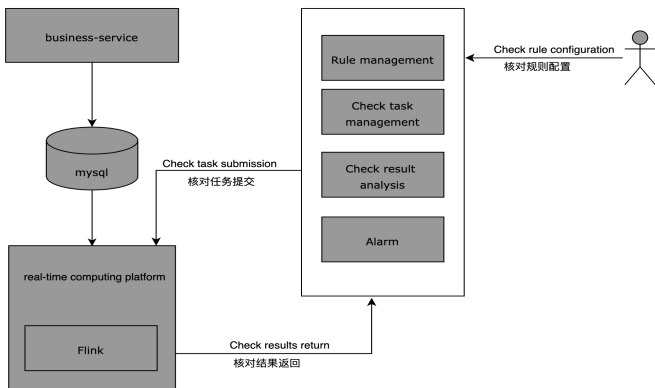 business-service
mysql
real-time computing platform
Flink
Check task submission
核对任务提交
Rule management
Check task
management
Check result
analysis
Alarm
Check rule configuration
核对规则配置
Check results return
核对结果返回